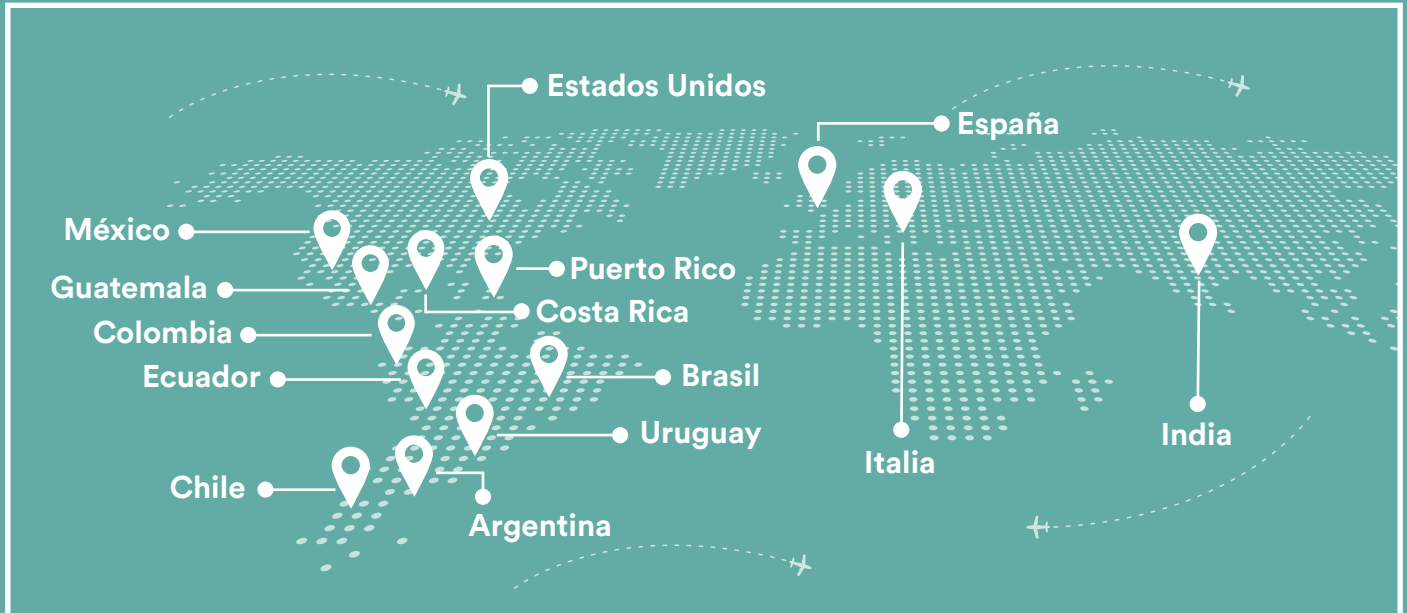 Estados Unidos
España
México
Puerto Rico
Guatemala
Costa Rica
Colombia
Ecuador
Brasil
Uruguay
India
Italia
Chile
Argentina